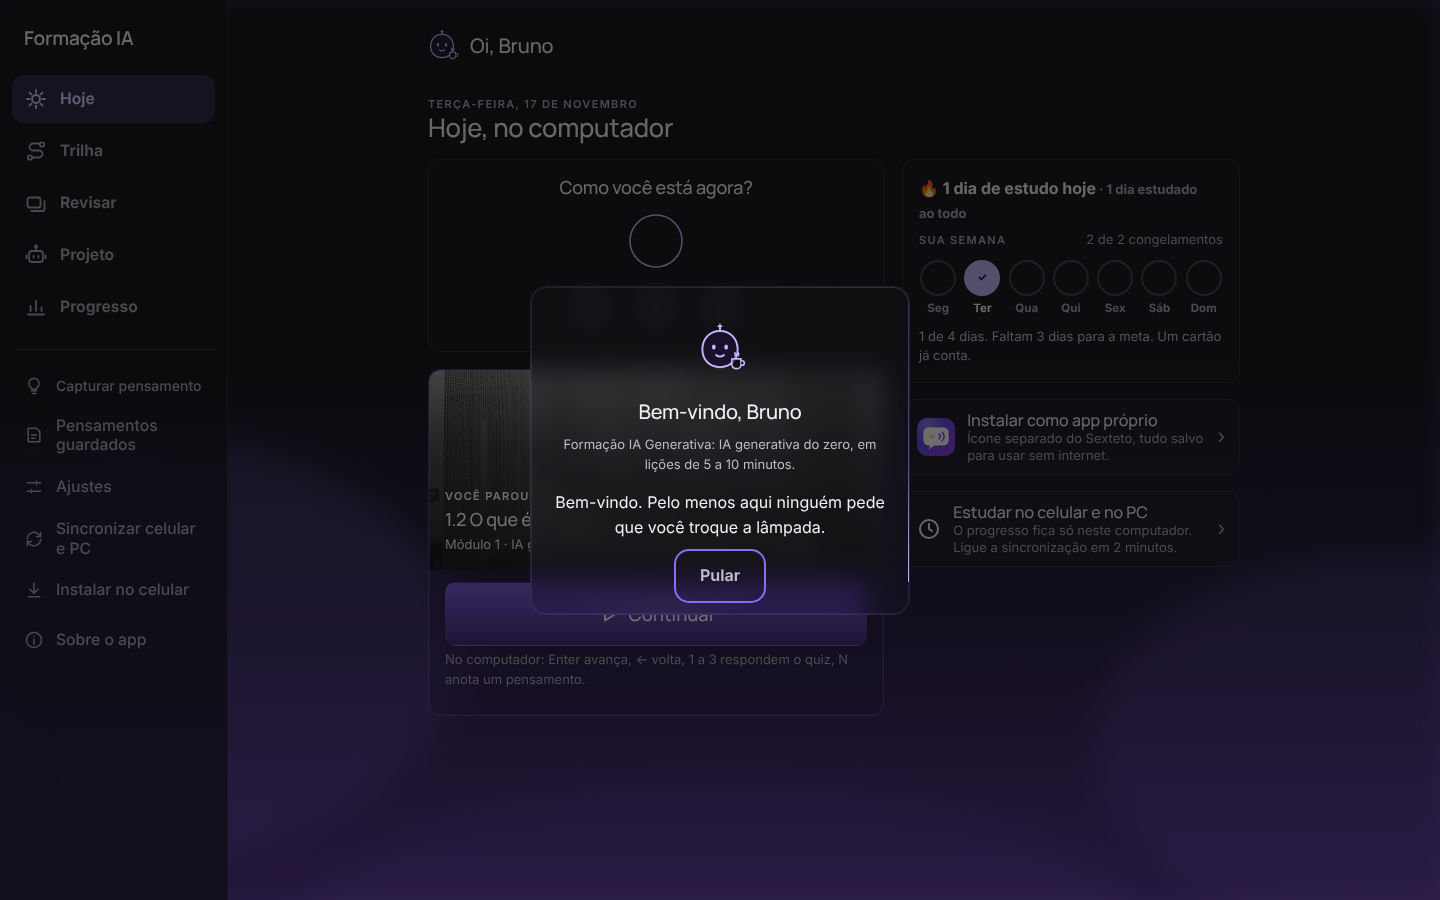 Formação IA
Hoje
Trilha
Revisar
Projeto
Progresso
Capturar pensamento
Pensamentos
guardados
Ajustes
Sincronizar celular
e PC
Instalar no celular
Sobre o app
Oi, Bruno
TERÇA-FEIRA, 17 DE NOVEMBRO
Hoje, no computador
Como você está agora?
VOCÊ PAROU
1.2 O que é
Módulo 1 · IA
Continuar
No computador: Enter avança, ← volta, 1 a 3 respondem o quiz, N
anota um pensamento.
Bem-vindo, Bruno
Formação IA Generativa: IA generativa do zero, em
lições de 5 a 10 minutos.
Bem-vindo. Pelo menos aqui ninguém pede
que você troque a lâmpada.
Pular
🔥 1 dia de estudo hoje · 1 dia estudado
ao todo
SUA SEMANA
2 de 2 congelamentos
Seg Ter Qua Qui Sex Sáb Dom
1 de 4 dias. Faltam 3 dias para a meta. Um cartão
já conta.
Instalar como app próprio
Ícone separado do Sexteto, tudo salvo
para usar sem internet.
Estudar no celular e no PC
O progresso fica só neste computador.
Ligue a sincronização em 2 minutos.